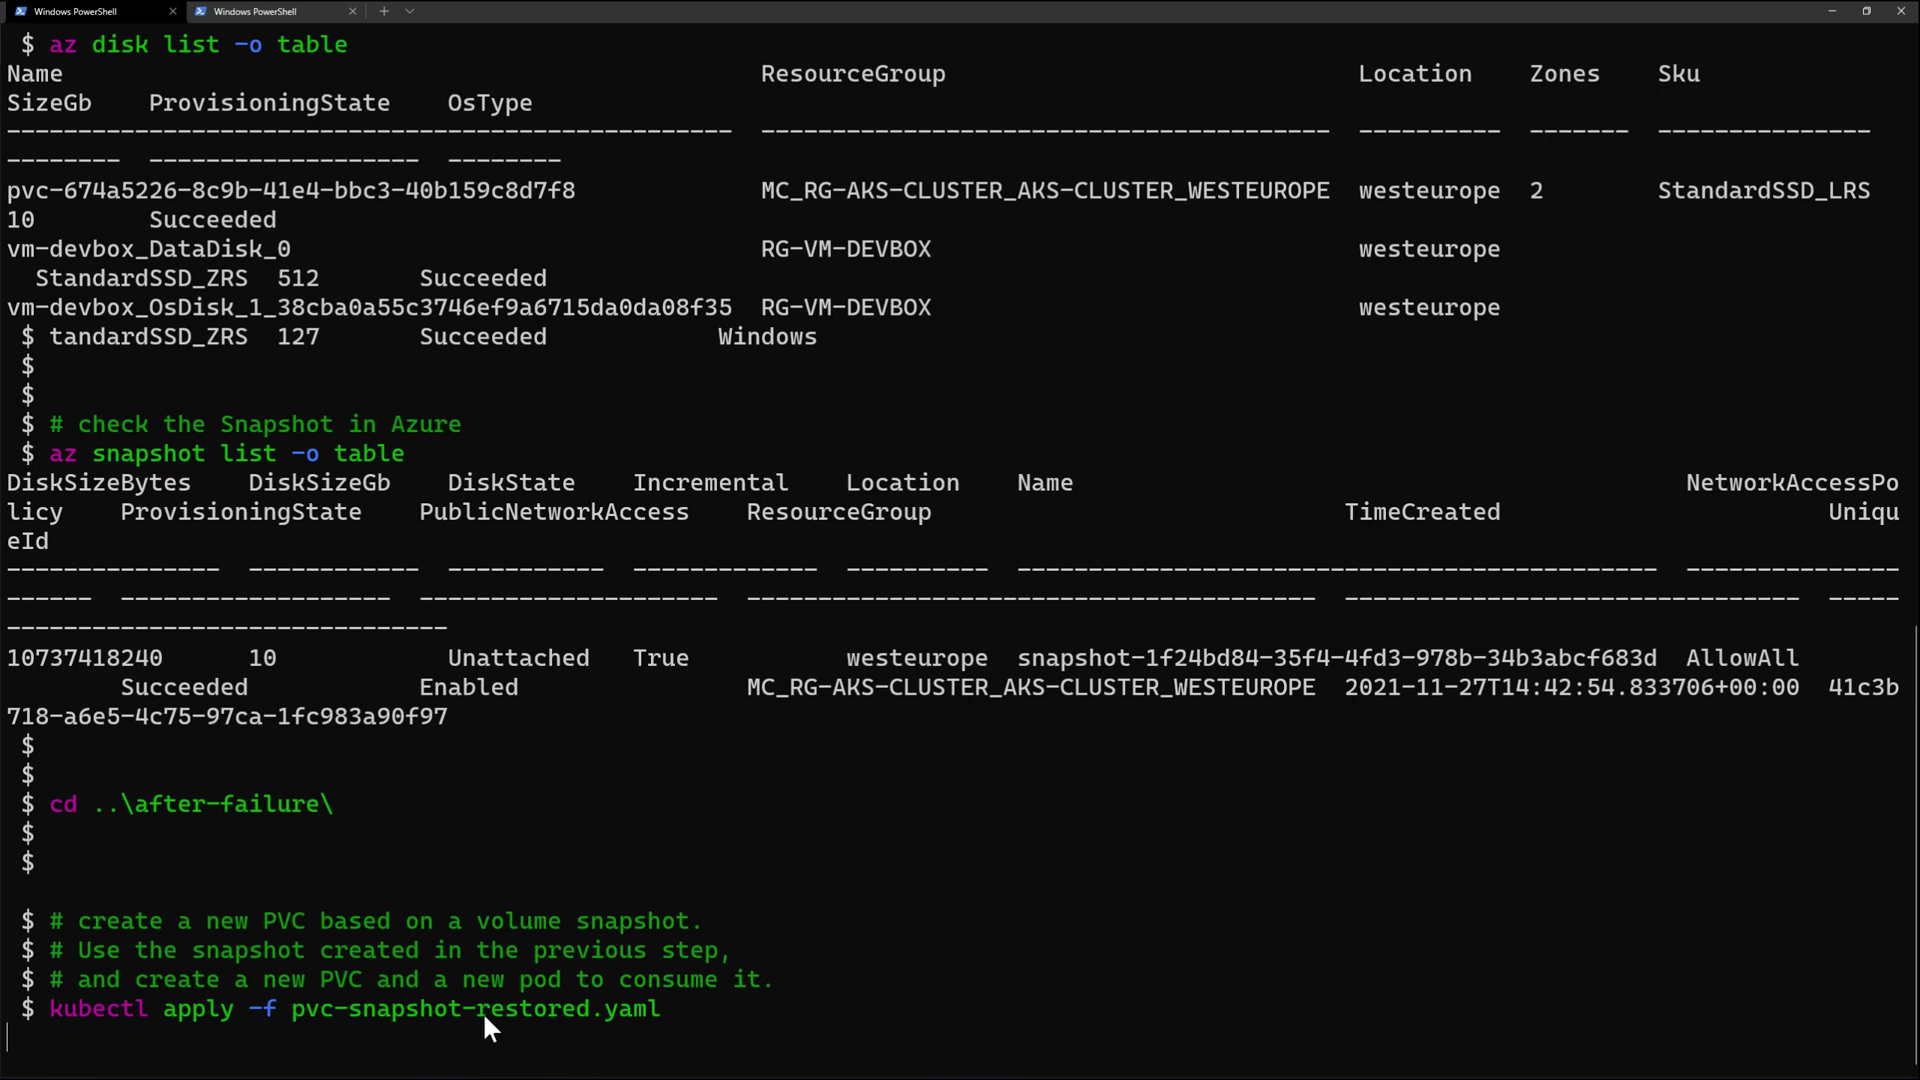 Windows PowerShell
Windows PowerShell
$ az disk list -o table
Name ResourceGroup Location Zones Sku
SizeGb ProvisioningState OsType
---------------------------------------------------  ----------------------------------------  ----------  -------  ---------------
--------  -------------------  --------
pvc-674a5226-8c9b-41e4-bbc3-40b159c8d7f8 MC_RG-AKS-CLUSTER_AKS-CLUSTER_WESTEUROPE westeurope 2 StandardSSD_LRS
10 Succeeded
vm-devbox_DataDisk_0 RG-VM-DEVBOX westeurope
StandardSSD_ZRS 512 Succeeded
vm-devbox_OsDisk_1_38cba0a55c3746ef9a6715da0da08f35 RG-VM-DEVBOX westeurope
$ tandardSSD_ZRS 127 Succeeded Windows
$
$
$ # check the Snapshot in Azure
$ az snapshot list -o table
DiskSizeBytes DiskSizeGb DiskState Incremental Location Name NetworkAccessPo
licy ProvisioningState PublicNetworkAccess ResourceGroup TimeCreated Uniqu
eId
---------------  ------------  -----------  -------------  ----------  ---------------------------------------------  ---------------
------  -------------------  ---------------------  ----------------------------------------  --------------------------------  -----
-------------------------------
10737418240 10 Unattached True westeurope snapshot-1f24bd84-35f4-4fd3-978b-34b3abcf683d AllowAll
Succeeded Enabled MC_RG-AKS-CLUSTER_AKS-CLUSTER_WESTEUROPE 2021-11-27T14:42:54.833706+00:00 41c3b
718-a6e5-4c75-97ca-1fc983a90f97
$
$
$ cd ..\after-failure\
$
$
$ # create a new PVC based on a volume snapshot.
$ # Use the snapshot created in the previous step,
$ # and create a new PVC and a new pod to consume it.
$ kubectl apply -f pvc-snapshot-restored.yaml